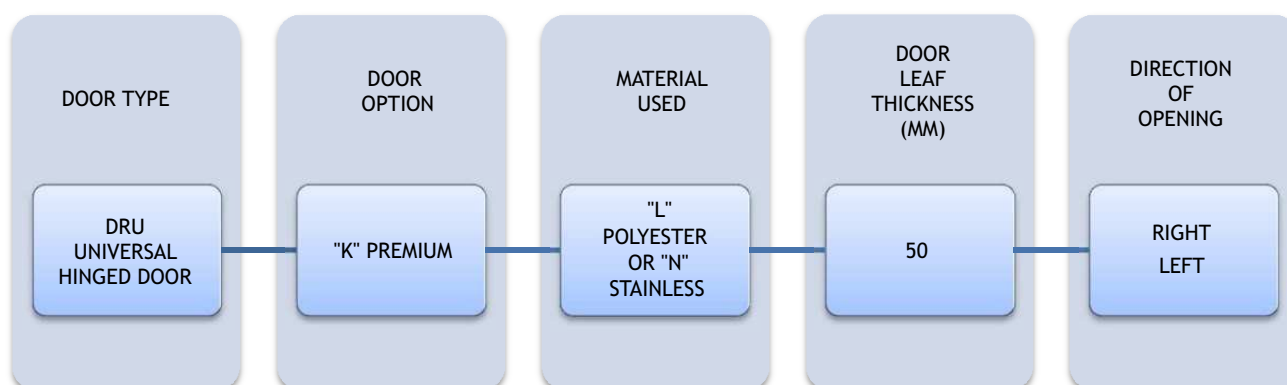 DOOR TYPE
DOOR
OPTION
MATERIAL
USED
DOOR
LEAF
THICKNESS
(MM)
DIRECTION
OF
OPENING
DRU
UNIVERSAL
HINGED DOOR
"K" PREMIUM
"L"
POLYESTER
OR "N"
STAINLESS
50
RIGHT
LEFT